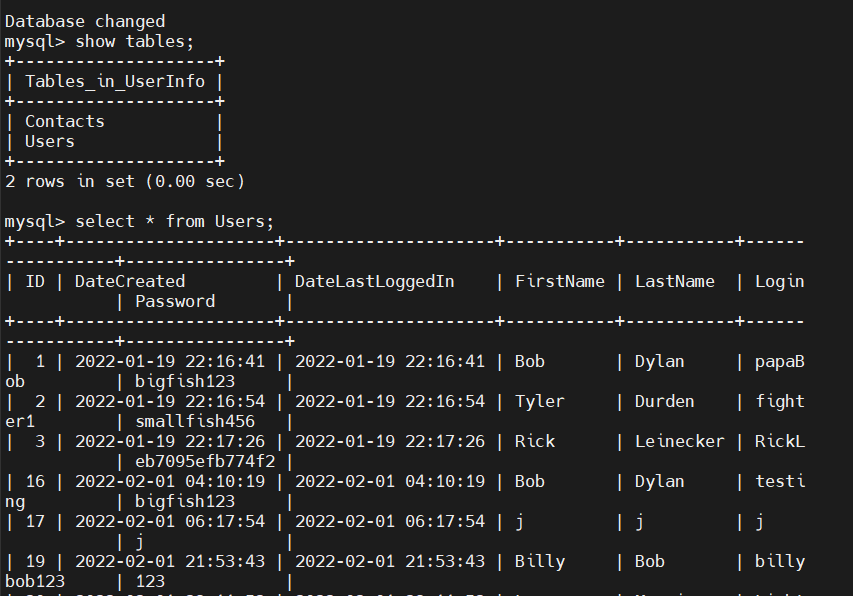 Database changed
mysql> show tables;
+--------------------+
| Tables_in_UserInfo |
+--------------------+
| Contacts           |
| Users              |
+--------------------+
2 rows in set (0.00 sec)

mysql> select * from Users;
+----+---------------------+---------------------+-----------+-----------+------
-----------+----------------+
| ID | DateCreated         | DateLastLoggedIn    | FirstName | LastName  | Login
           | Password       |
+----+---------------------+---------------------+-----------+-----------+------
-----------+----------------+
|  1 | 2022-01-19 22:16:41 | 2022-01-19 22:16:41 | Bob       | Dylan     | papaB
ob         | bigfish123     |
|  2 | 2022-01-19 22:16:54 | 2022-01-19 22:16:54 | Tyler     | Durden    | fight
er1        | smallfish456   |
|  3 | 2022-01-19 22:17:26 | 2022-01-19 22:17:26 | Rick      | Leinecker | RickL
           | eb7095efb774f2 |
| 16 | 2022-02-01 04:10:19 | 2022-02-01 04:10:19 | Bob       | Dylan     | testi
ng         | bigfish123     |
| 17 | 2022-02-01 06:17:54 | 2022-02-01 06:17:54 | j         | j         | j
           | j              |
| 19 | 2022-02-01 21:53:43 | 2022-02-01 21:53:43 | Billy     | Bob       | billy
bob123     | 123            |